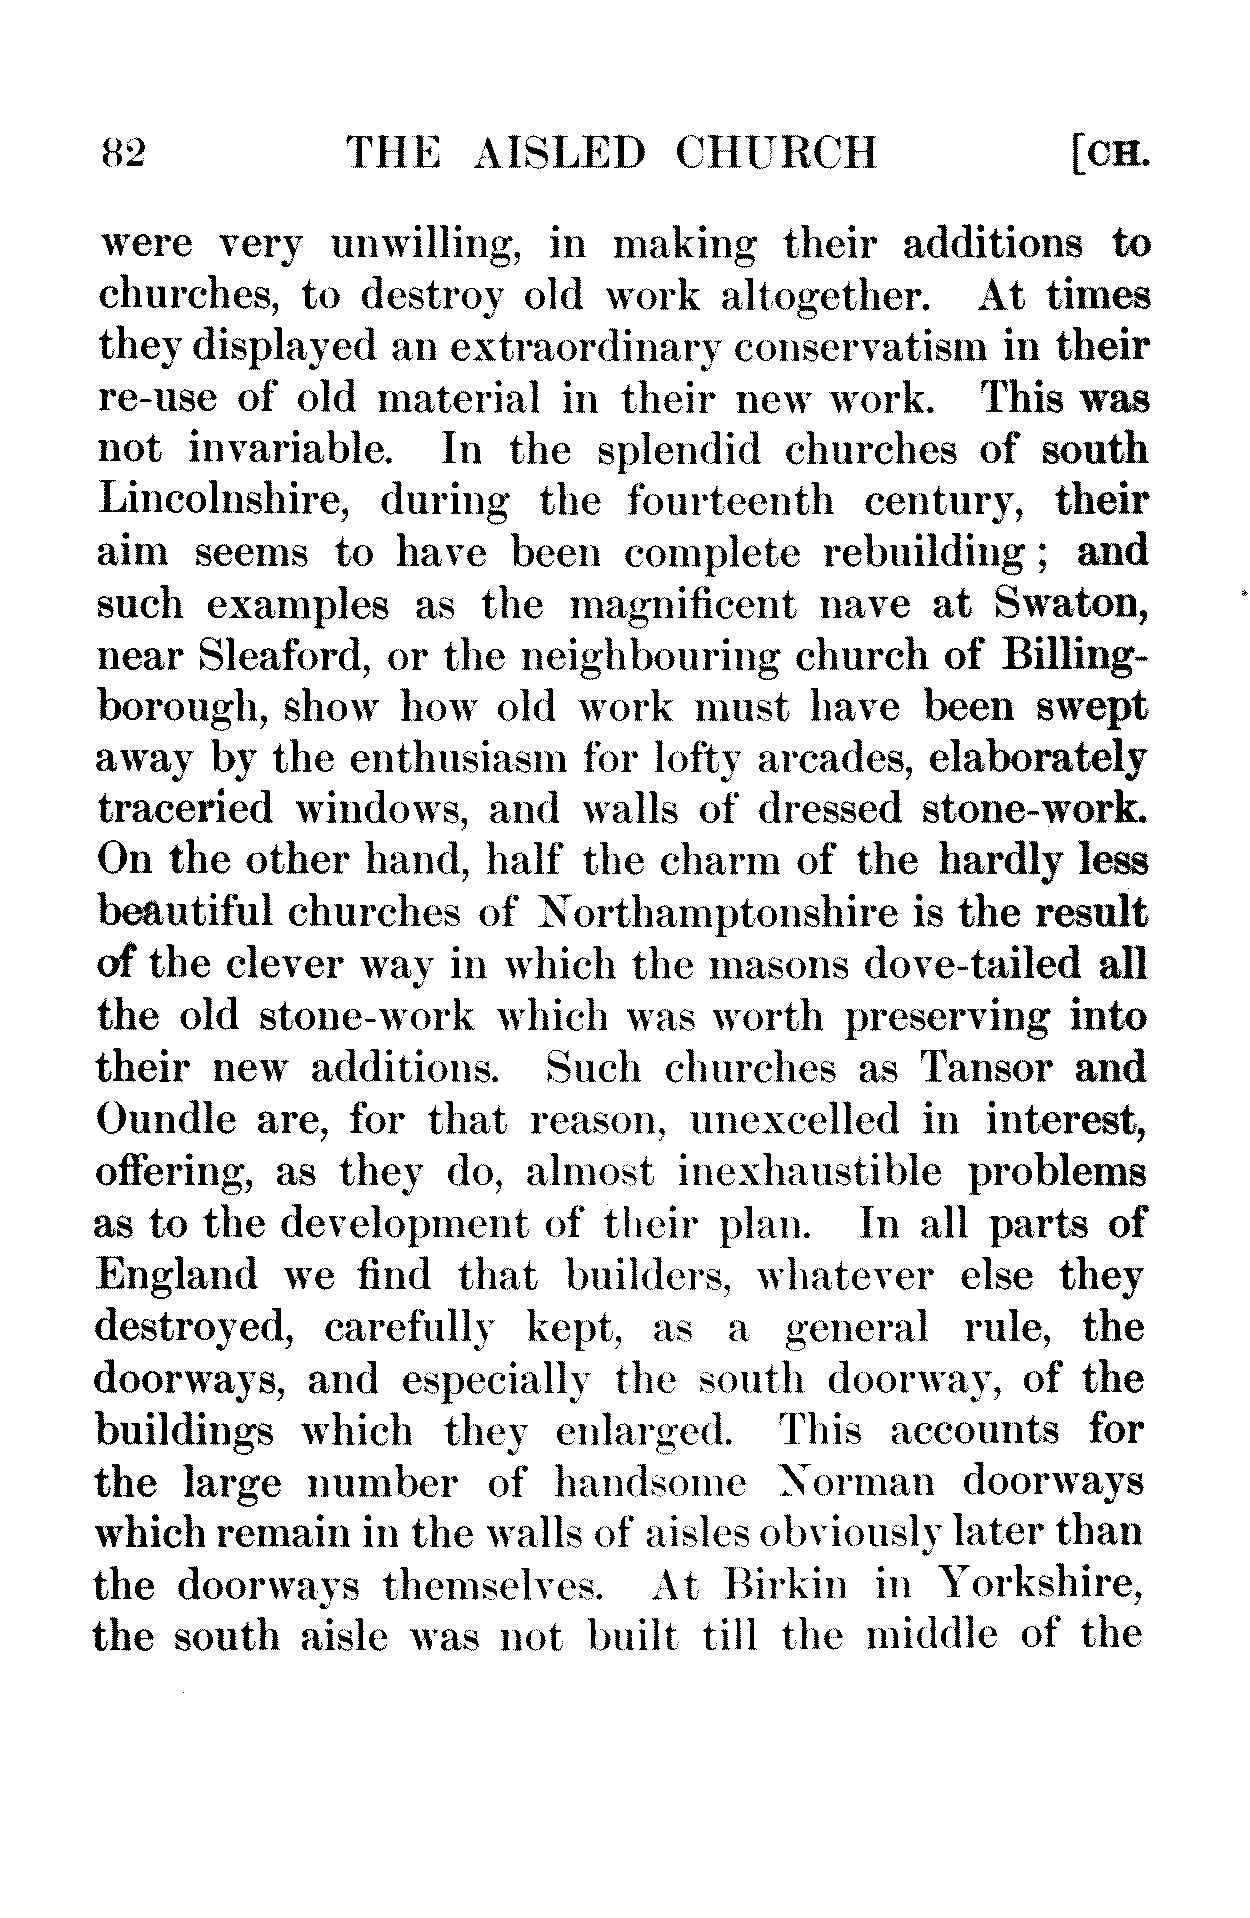 82 THE AISLED CHURCH [CH.
were very unwilling, in making their additions to
churches, to destroy old work altogether. At times
they displayed an extraordinary conservatism in their
re-use of old material in their new work. This was
not invariable. In the splendid churches of south
Lincolnshire, during the fourteenth century, their
aim seems to have been complete rebuilding ; and
such examples as the magnificent nave at Swaton,
near Sleaford, or the neighbouring church of Billing-
borough, show how old work must have been swept
away by the enthusiasm for lofty arcades, elaborately
traceried windows, and walls of dressed stone-work.
On the other hand, half the charm of the hardly less
beautiful churches of Northamptonshire is the result
of the clever way in which the masons dove-tailed all
the old stone-work which was worth preserving into
their new additions. Such churches as Tansor and
Oundle are, for that reason, unexcelled in interest,
offering, as they do, almost inexhaustible problems
as to the development of their plan. In all parts of
England we find that builders, whatever else they
destroyed, carefully kept, as a general rule, the
doorways, and especially the south doorway, of the
buildings which they enlarged. This accounts for
the large number of handsome Norman doorways
which remain in the walls of aisles obviously later than
the doorways themselves. At Birkin in Yorkshire,
the south aisle was not built till the middle of the